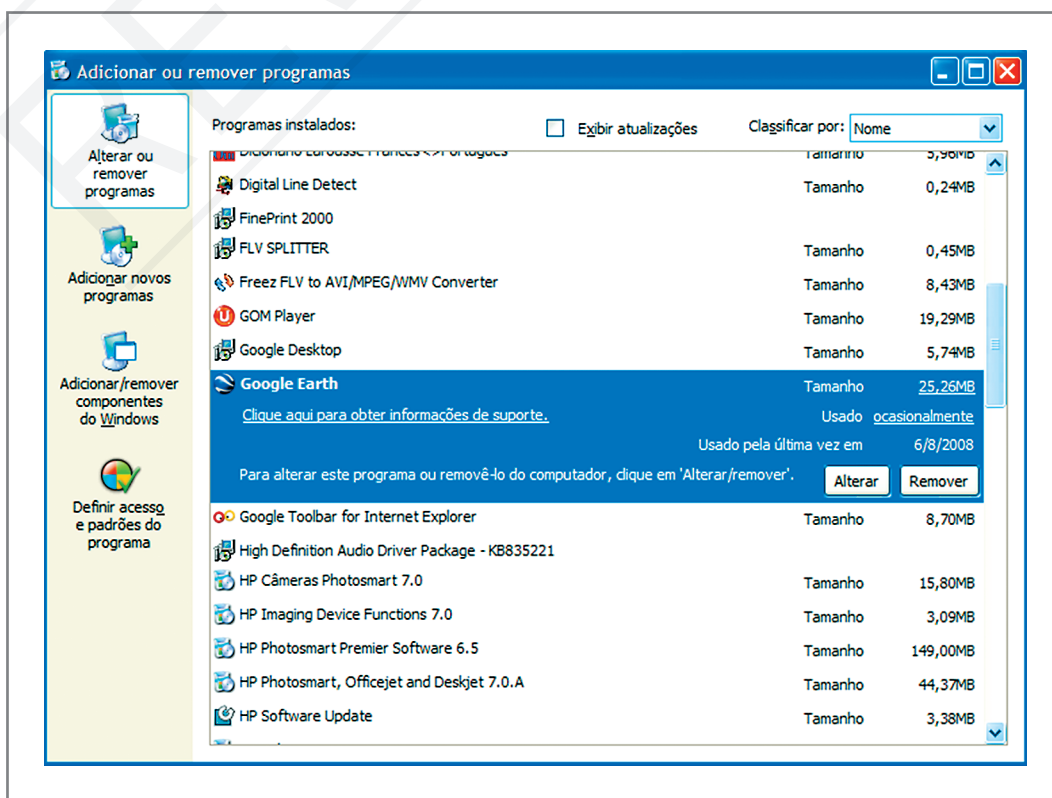 Adicionar ou remover programas
Alterar ou
remover
programas
Adicionar novos
programas
Adicionar/remover
componentes
do Windows
Definir acesso
e padrões do
programa
Programas instalados:
Exibir atualizações
Classificar por: Nome
Dicionário Larousse Francês<>Português Tamanho 5,96MB
Digital Line Detect Tamanho 0,24MB
FinePrint 2000
FLV SPLITTER Tamanho 0,45MB
Freez FLV to AVI/MPEG/WMV Converter Tamanho 8,43MB
GOM Player Tamanho 19,29MB
Google Desktop Tamanho 5,74MB
Google Earth Tamanho 25,26MB
Clique aqui para obter informações de suporte. Usado ocasionalmente
Usado pela última vez em 6/8/2008
Para alterar este programa ou removê-lo do computador, clique em 'Alterar/remover'. Alterar Remover
Google Toolbar for Internet Explorer Tamanho 8,70MB
High Definition Audio Driver Package - KB835221
HP Câmeras Photosmart 7.0 Tamanho 15,80MB
HP Imaging Device Functions 7.0 Tamanho 3,09MB
HP Photosmart Premier Software 6.5 Tamanho 149,00MB
HP Photosmart, Officejet and Deskjet 7.0.A Tamanho 44,37MB
HP Software Update Tamanho 3,38MB